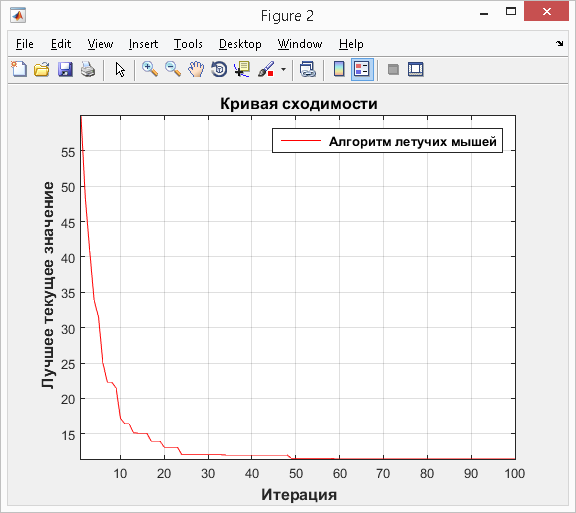 Figure 2
File Edit View Insert Tools Desktop Window Help
Кривая сходимости
Алгоритм летучих мышей
Лучшее текущее значение
55
50
45
40
35
30
25
20
15
10 20 30 40 50 60 70 80 90 100
Итерация